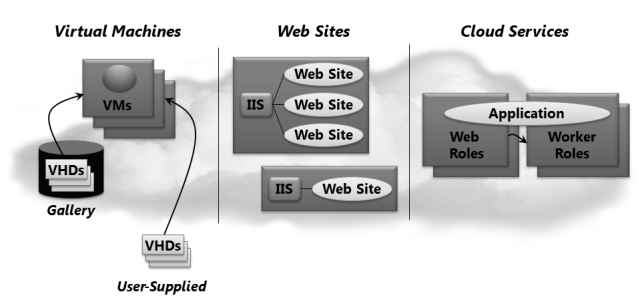 Virtual Machines
VMs
VHDs
Gallery
VHDs
User-Supplied
Web Sites
IIS
Web Site
Web Site
Web Site
IIS
Web Site
Cloud Services
Application
Web
Roles
Worker
Roles